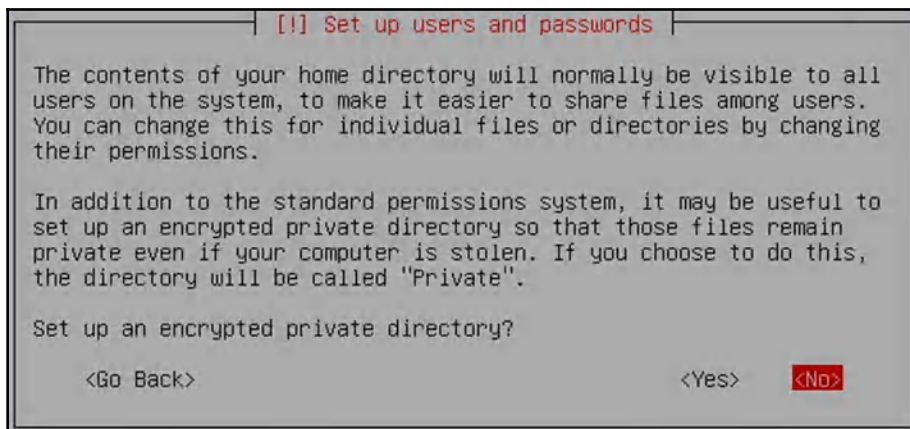 [!] Set up users and passwords
The contents of your home directory will normally be visible to all
users on the system, to make it easier to share files among users.
You can change this for individual files or directories by changing
their permissions.
In addition to the standard permissions system, it may be useful to
set up an encrypted private directory so that those files remain
private even if your computer is stolen. If you choose to do this,
the directory will be called "Private".
Set up an encrypted private directory?
<Go Back> <Yes> <No>